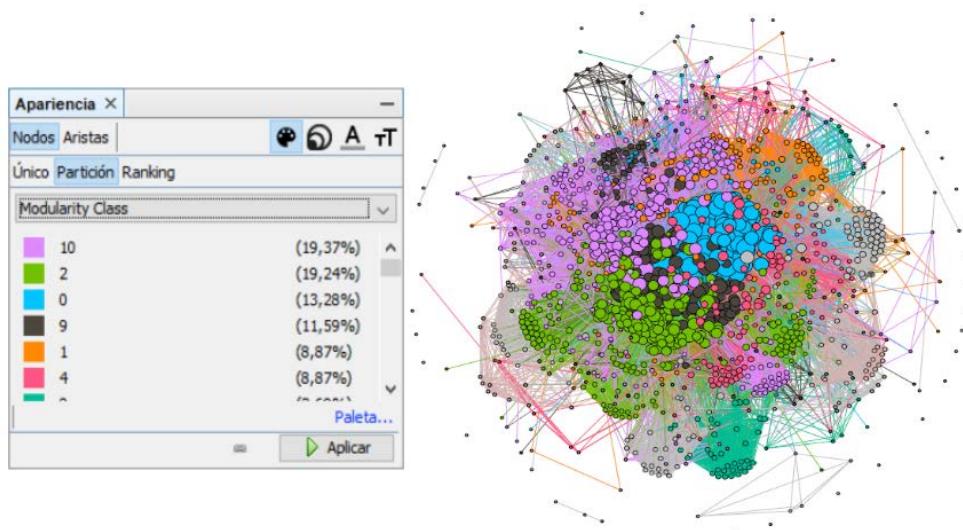 Apariencia
Nodos Aristas
Único Partición Ranking
Modularity Class
10 (19,37%)
2 (19,24%)
0 (13,28%)
9 (11,59%)
1 (8,87%)
4 (8,87%)
Paleta...
Aplicar